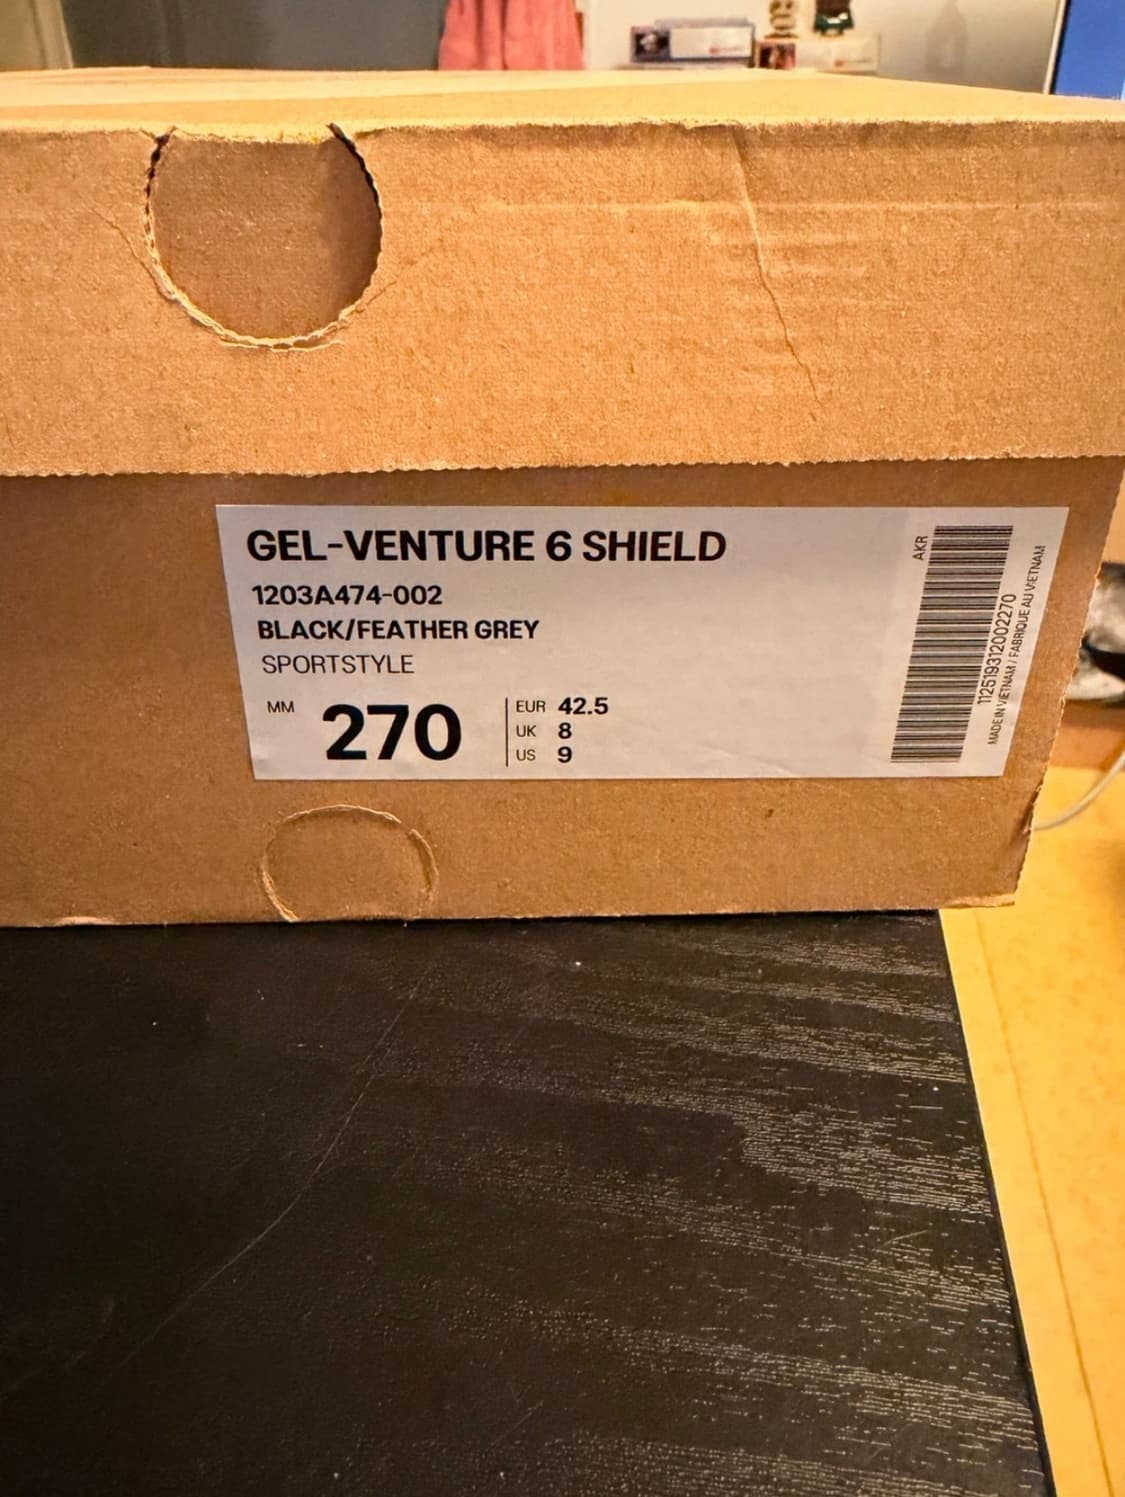 GEL-VENTURE 6 SHIELD
1203A474-002
BLACK/FEATHER GREY
SPORTSTYLE
MM 270
EUR 42.5
UK 8
US 9
AKR
112519312002270
MADE IN VIETNAM / FABRIQUE AU VIETNAM